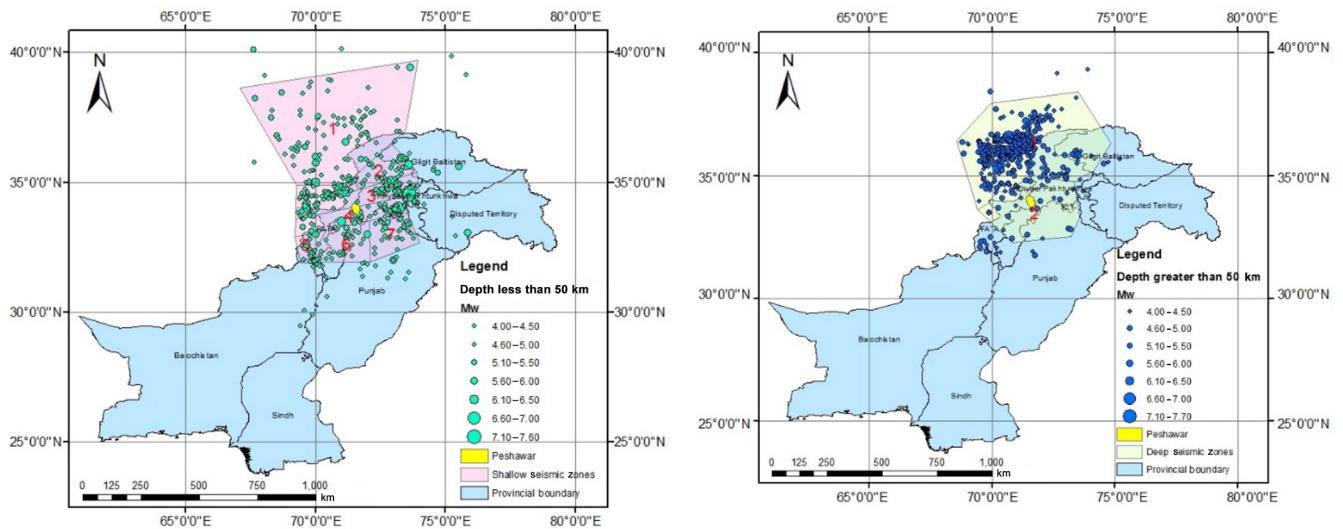 65°0'0"E 70°0'0"E 75°0'0"E 80°0'0"E
40°0'0"N
N
1
35°0'0"N
2
Gilgit Baltistan
3
Khyber Pakhtunkhwa
Disputed Territory
4
FATA
5
6
7
Punjab
30°0'0"N
Balochistan
Sindh
25°0'0"N
Legend
Depth less than 50 km
Mw
4.00–4.50
4.60–5.00
5.10–5.50
5.60–6.00
6.10–6.50
6.60–7.00
7.10–7.60
Peshawar
Shallow seismic zones
Provincial boundary
0 125 250 500 750 1,000
km
40°0'0"N
35°0'0"N
30°0'0"N
25°0'0"N
65°0'0"E 70°0'0"E 75°0'0"E 80°0'0"E
65°0'0"E 70°0'0"E 75°0'0"E 80°0'0"E
40°0'0"N
N
1
35°0'0"N
Gilgit Baltistan
Khyber Pakhtunkhwa
Disputed Territory
2
ICT
FATA
Punjab
30°0'0"N
Balochistan
Sindh
25°0'0"N
Legend
Depth greater than 50 km
Mw
4.00–4.50
4.60–5.00
5.10–5.50
5.60–6.00
6.10–6.50
6.60–7.00
7.10–7.70
Peshawar
Deep seismic zones
Provincial boundary
0 125 250 500 750 1,000
km
40°0'0"N
35°0'0"N
30°0'0"N
25°0'0"N
65°0'0"E 70°0'0"E 75°0'0"E 80°0'0"E